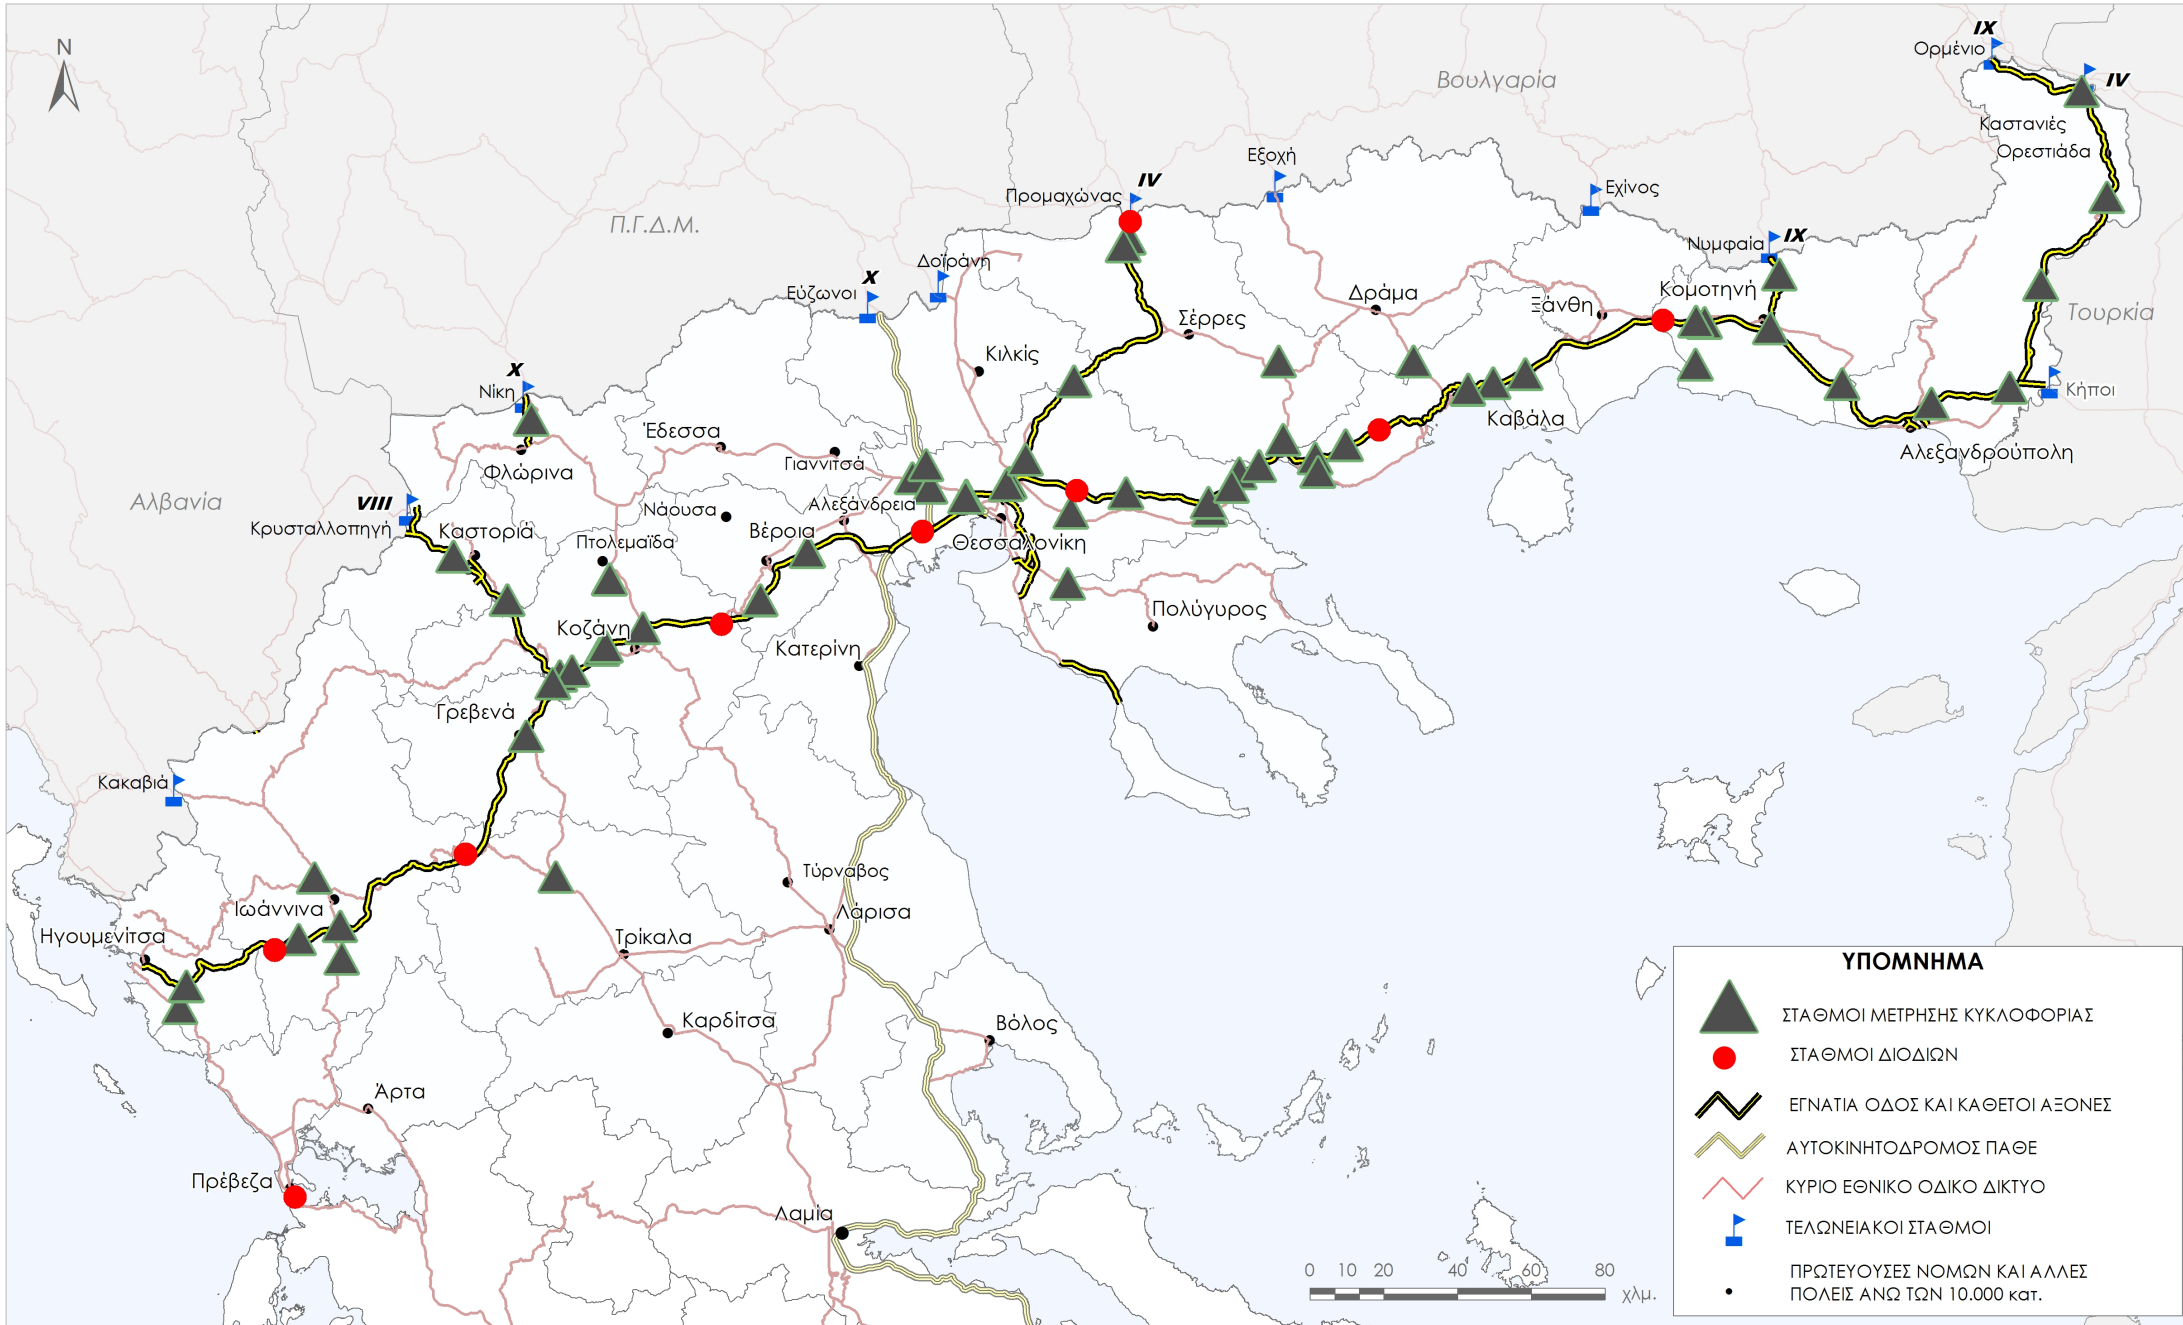 IX
Ορμένιο
N
IV
Βουλγαρία
Καστανιές
Ορεστιάδα
Εξοχή
IV
Προμαχώνας
Εχίνος
Π.Γ.Δ.Μ.
Νυμφαία
IX
Δοϊράνη
X
Εύζωνοι
Κομοτηνή
Δράμα
Ξάνθη
Τουρκία
Σέρρες
Κιλκίς
X
Νίκη
Κήποι
Καβάλα
Έδεσσα
Αλεξανδρούπολη
Γιαννιτσά
Φλώρινα
Αλβανία
VIII
Αλεξάνδρεια
Νάουσα
Κρυσταλλοπηγή
Καστοριά
Βέροια
Πτολεμαΐδα
Θεσσαλονίκη
Πολύγυρος
Κοζάνη
Κατερίνη
Γρεβενά
Κακαβιά
Τύρναβος
Ιωάννινα
Λάρισα
Ηγουμενίτσα
Τρίκαλα
Καρδίτσα
Βόλος
Άρτα
Πρέβεζα
Λαμία
ΥΠΟΜΝΗΜΑ
ΣΤΑΘΜΟΙ ΜΕΤΡΗΣΗΣ ΚΥΚΛΟΦΟΡΙΑΣ
ΣΤΑΘΜΟΙ ΔΙΟΔΙΩΝ
ΕΓΝΑΤΙΑ ΟΔΟΣ ΚΑΙ ΚΑΘΕΤΟΙ ΑΞΟΝΕΣ
ΑΥΤΟΚΙΝΗΤΟΔΡΟΜΟΣ ΠΑΘΕ
ΚΥΡΙΟ ΕΘΝΙΚΟ ΟΔΙΚΟ ΔΙΚΤΥΟ
ΤΕΛΩΝΕΙΑΚΟΙ ΣΤΑΘΜΟΙ
ΠΡΩΤΕΥΟΥΣΕΣ ΝΟΜΩΝ ΚΑΙ ΑΛΛΕΣ
ΠΟΛΕΙΣ ΑΝΩ ΤΩΝ 10.000 κατ.
0 10 20 40 60 80
χλμ.